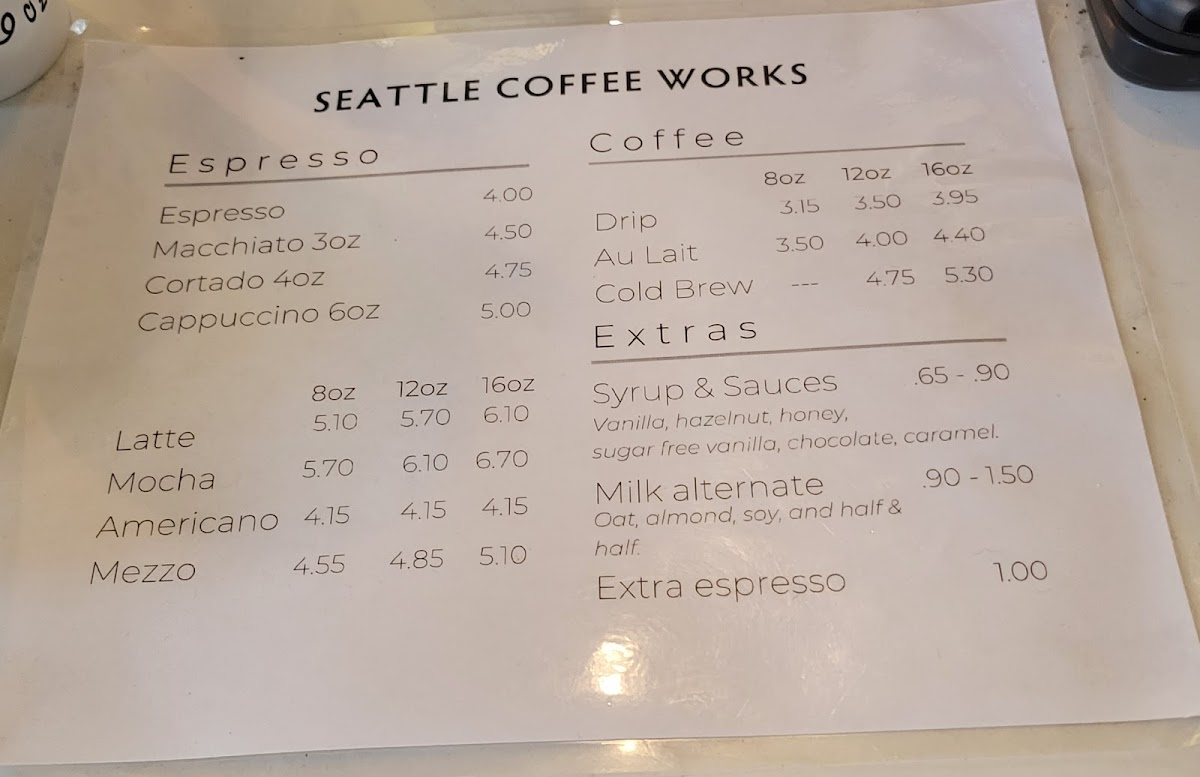 SEATTLE COFFEE WORKS
Espresso
Espresso 4.00
Macchiato 3oz 4.50
Cortado 4oz 4.75
Cappuccino 6oz 5.00
8oz 12oz 16oz
Latte 5.10 5.70 6.10
Mocha 5.70 6.10 6.70
Americano 4.15 4.15 4.15
Mezzo 4.55 4.85 5.10
Coffee
8oz 12oz 16oz
Drip 3.15 3.50 3.95
Au Lait 3.50 4.00 4.40
Cold Brew --- 4.75 5.30
Extras
Syrup & Sauces .65 - .90
Vanilla, hazelnut, honey,
sugar free vanilla, chocolate, caramel.
Milk alternate .90 - 1.50
Oat, almond, soy, and half &
half.
Extra espresso 1.00